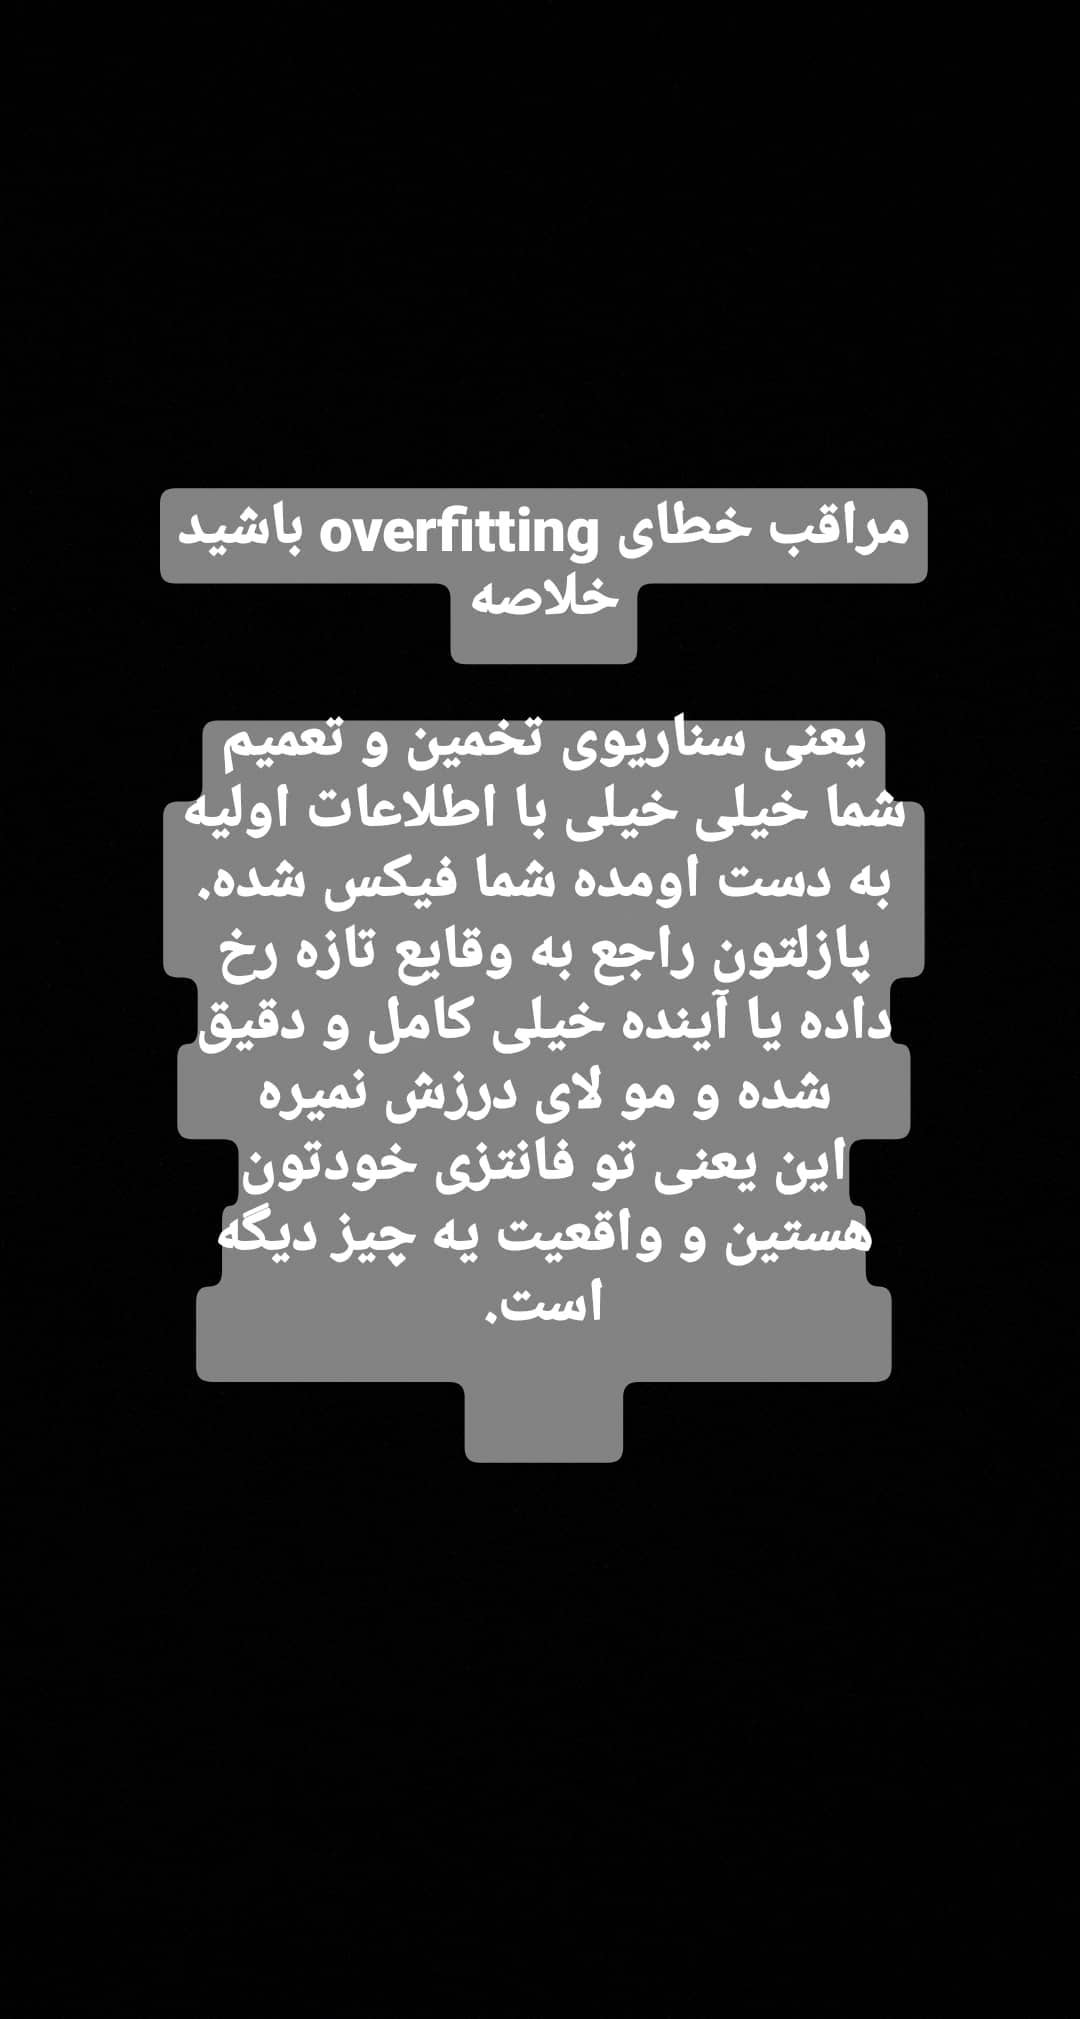 مراقب خطای overfitting باشید
خلاصه
یعنی سناریوی تخمین و تعمیم
شما خیلی خیلی با اطلاعات اولیه
به دست اومده شما فیکس شده.
پازلتون راجع به وقایع تازه رخ
داده یا آینده خیلی کامل و دقیق
شده و مو لای درزش نمیره
این یعنی تو فانتزی خودتون
هستین و واقعیت یه چیز دیگه
است.